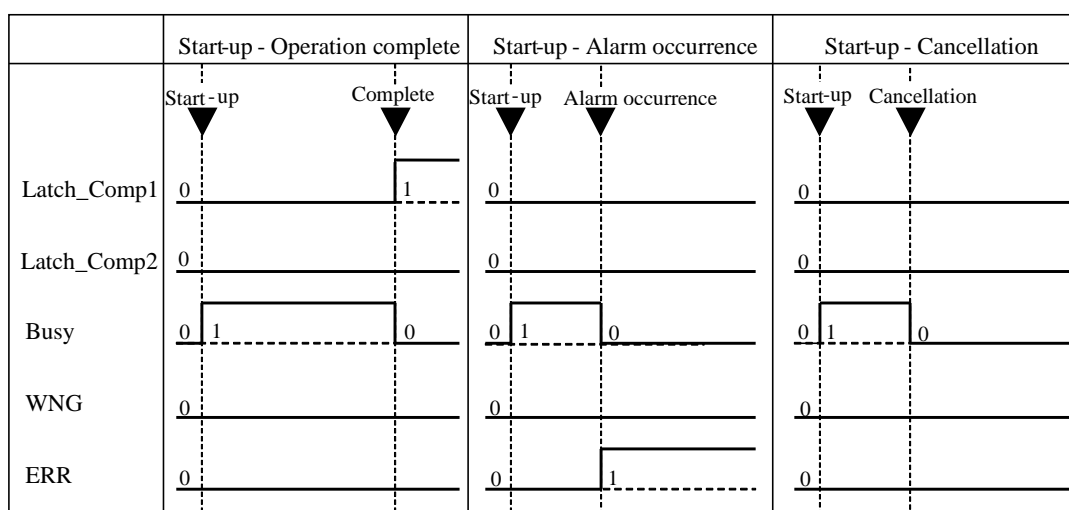 Start-up - Operation complete Start-up - Alarm occurrence Start-up - Cancellation
Start-up Complete Start-up Alarm occurrence Start-up Cancellation
Latch_Comp1 0 1 0 0
Latch_Comp2 0 0 0
Busy 0 1 0 0 1 0 0 1 0
WNG 0 0 0
ERR 0 0 1 0